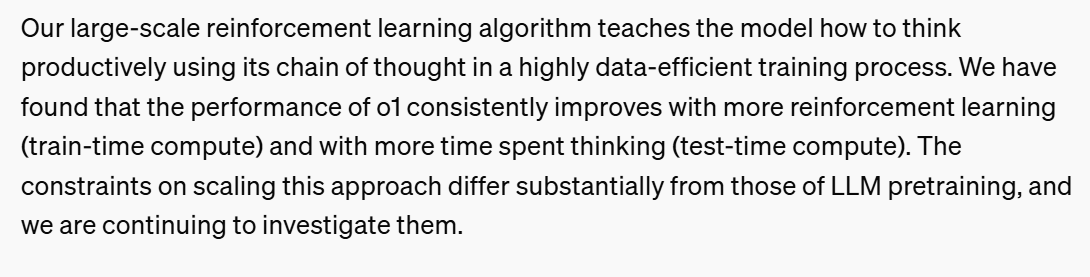 Our large-scale reinforcement learning algorithm teaches the model how to think
productively using its chain of thought in a highly data-efficient training process. We have
found that the performance of o1 consistently improves with more reinforcement learning
(train-time compute) and with more time spent thinking (test-time compute). The
constraints on scaling this approach differ substantially from those of LLM pretraining, and
we are continuing to investigate them.